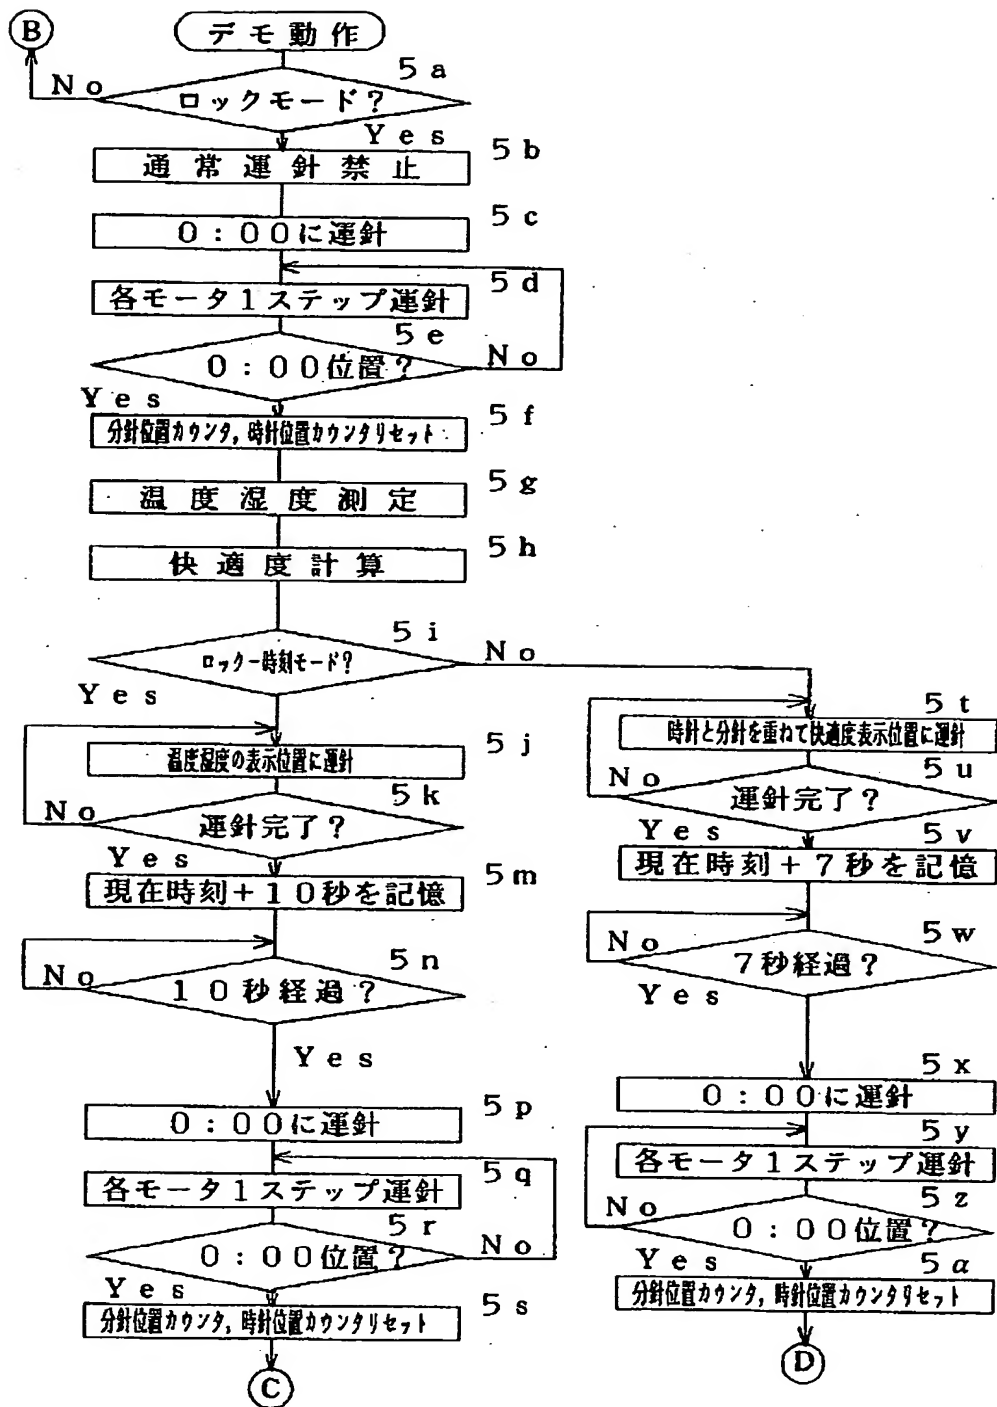 B
デモ動作
5a
No
ロックモード?
Yes
5b
通常運針禁止
5c
0:00に運針
5d
各モータ1ステップ運針
5e
0:00位置?
No
Yes
5f
分針位置カウンタ,時針位置カウンタリセット
5g
温度湿度測定
5h
快適度計算
5i
ロック一時刻モード?
No
Yes
5j
温度湿度の表示位置に運針
5k
No
運針完了?
Yes
5m
現在時刻+10秒を記憶
5n
No
10秒経過?
Yes
5p
0:00に運針
5q
各モータ1ステップ運針
5r
0:00位置?
No
Yes
5s
分針位置カウンタ,時針位置カウンタリセット
C
5t
時針と分針を重ねて快適度表示位置に運針
5u
No
運針完了?
Yes
5v
現在時刻+7秒を記憶
5w
No
7秒経過?
Yes
5x
0:00に運針
5y
各モータ1ステップ運針
5z
No
0:00位置?
Yes
5α
分針位置カウンタ,時針位置カウンタリセット
D